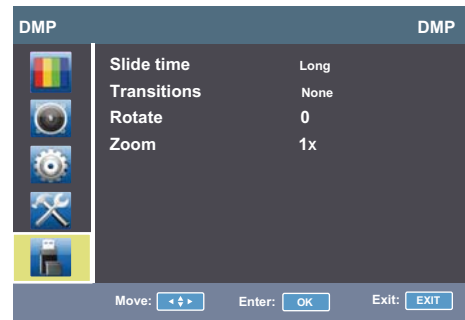 DMP DMP
Slide time Long
Transitions None
Rotate 0
Zoom 1x
Move: Enter: OK Exit: EXIT